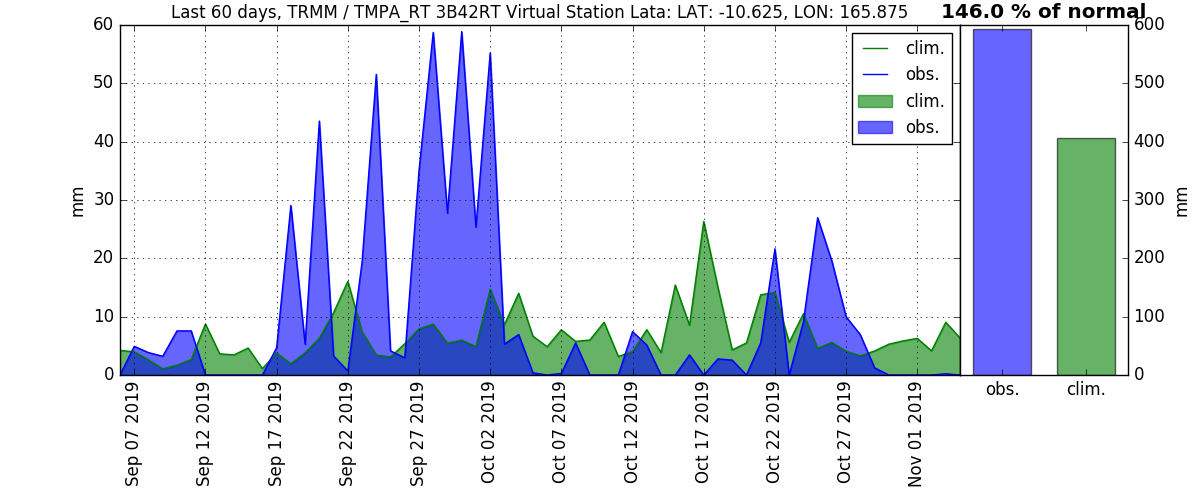 Last 60 days, TRMM / TMPA_RT 3B42RT Virtual Station Lata: LAT: -10.625, LON: 165.875
146.0 % of normal
60
50
40
30
20
10
0
mm
clim.
obs.
clim.
obs.
600
500
400
300
200
100
0
mm
obs.
clim.
Sep 07 2019
Sep 12 2019
Sep 17 2019
Sep 22 2019
Sep 27 2019
Oct 02 2019
Oct 07 2019
Oct 12 2019
Oct 17 2019
Oct 22 2019
Oct 27 2019
Nov 01 2019